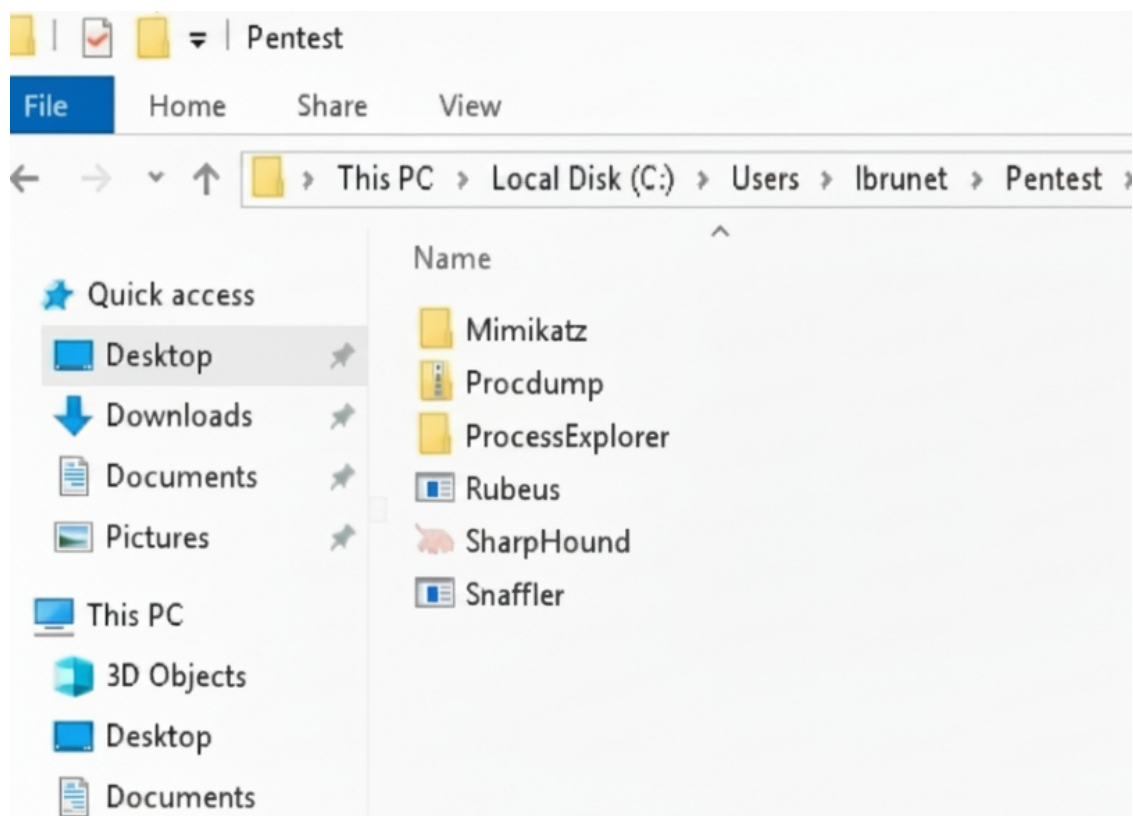 Pentest
File Home Share View
This PC > Local Disk (C:) > Users > lbrunet > Pentest >
Name
Quick access
Desktop
Downloads
Documents
Pictures
This PC
3D Objects
Desktop
Documents
Mimikatz
Procdump
ProcessExplorer
Rubeus
SharpHound
Snaffler